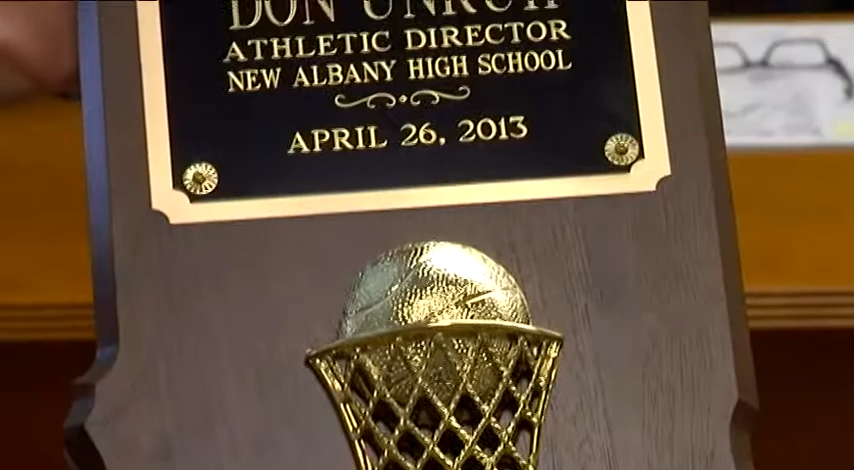 DON UNRUH
ATHLETIC DIRECTOR
NEW ALBANY HIGH SCHOOL
APRIL 26, 2013